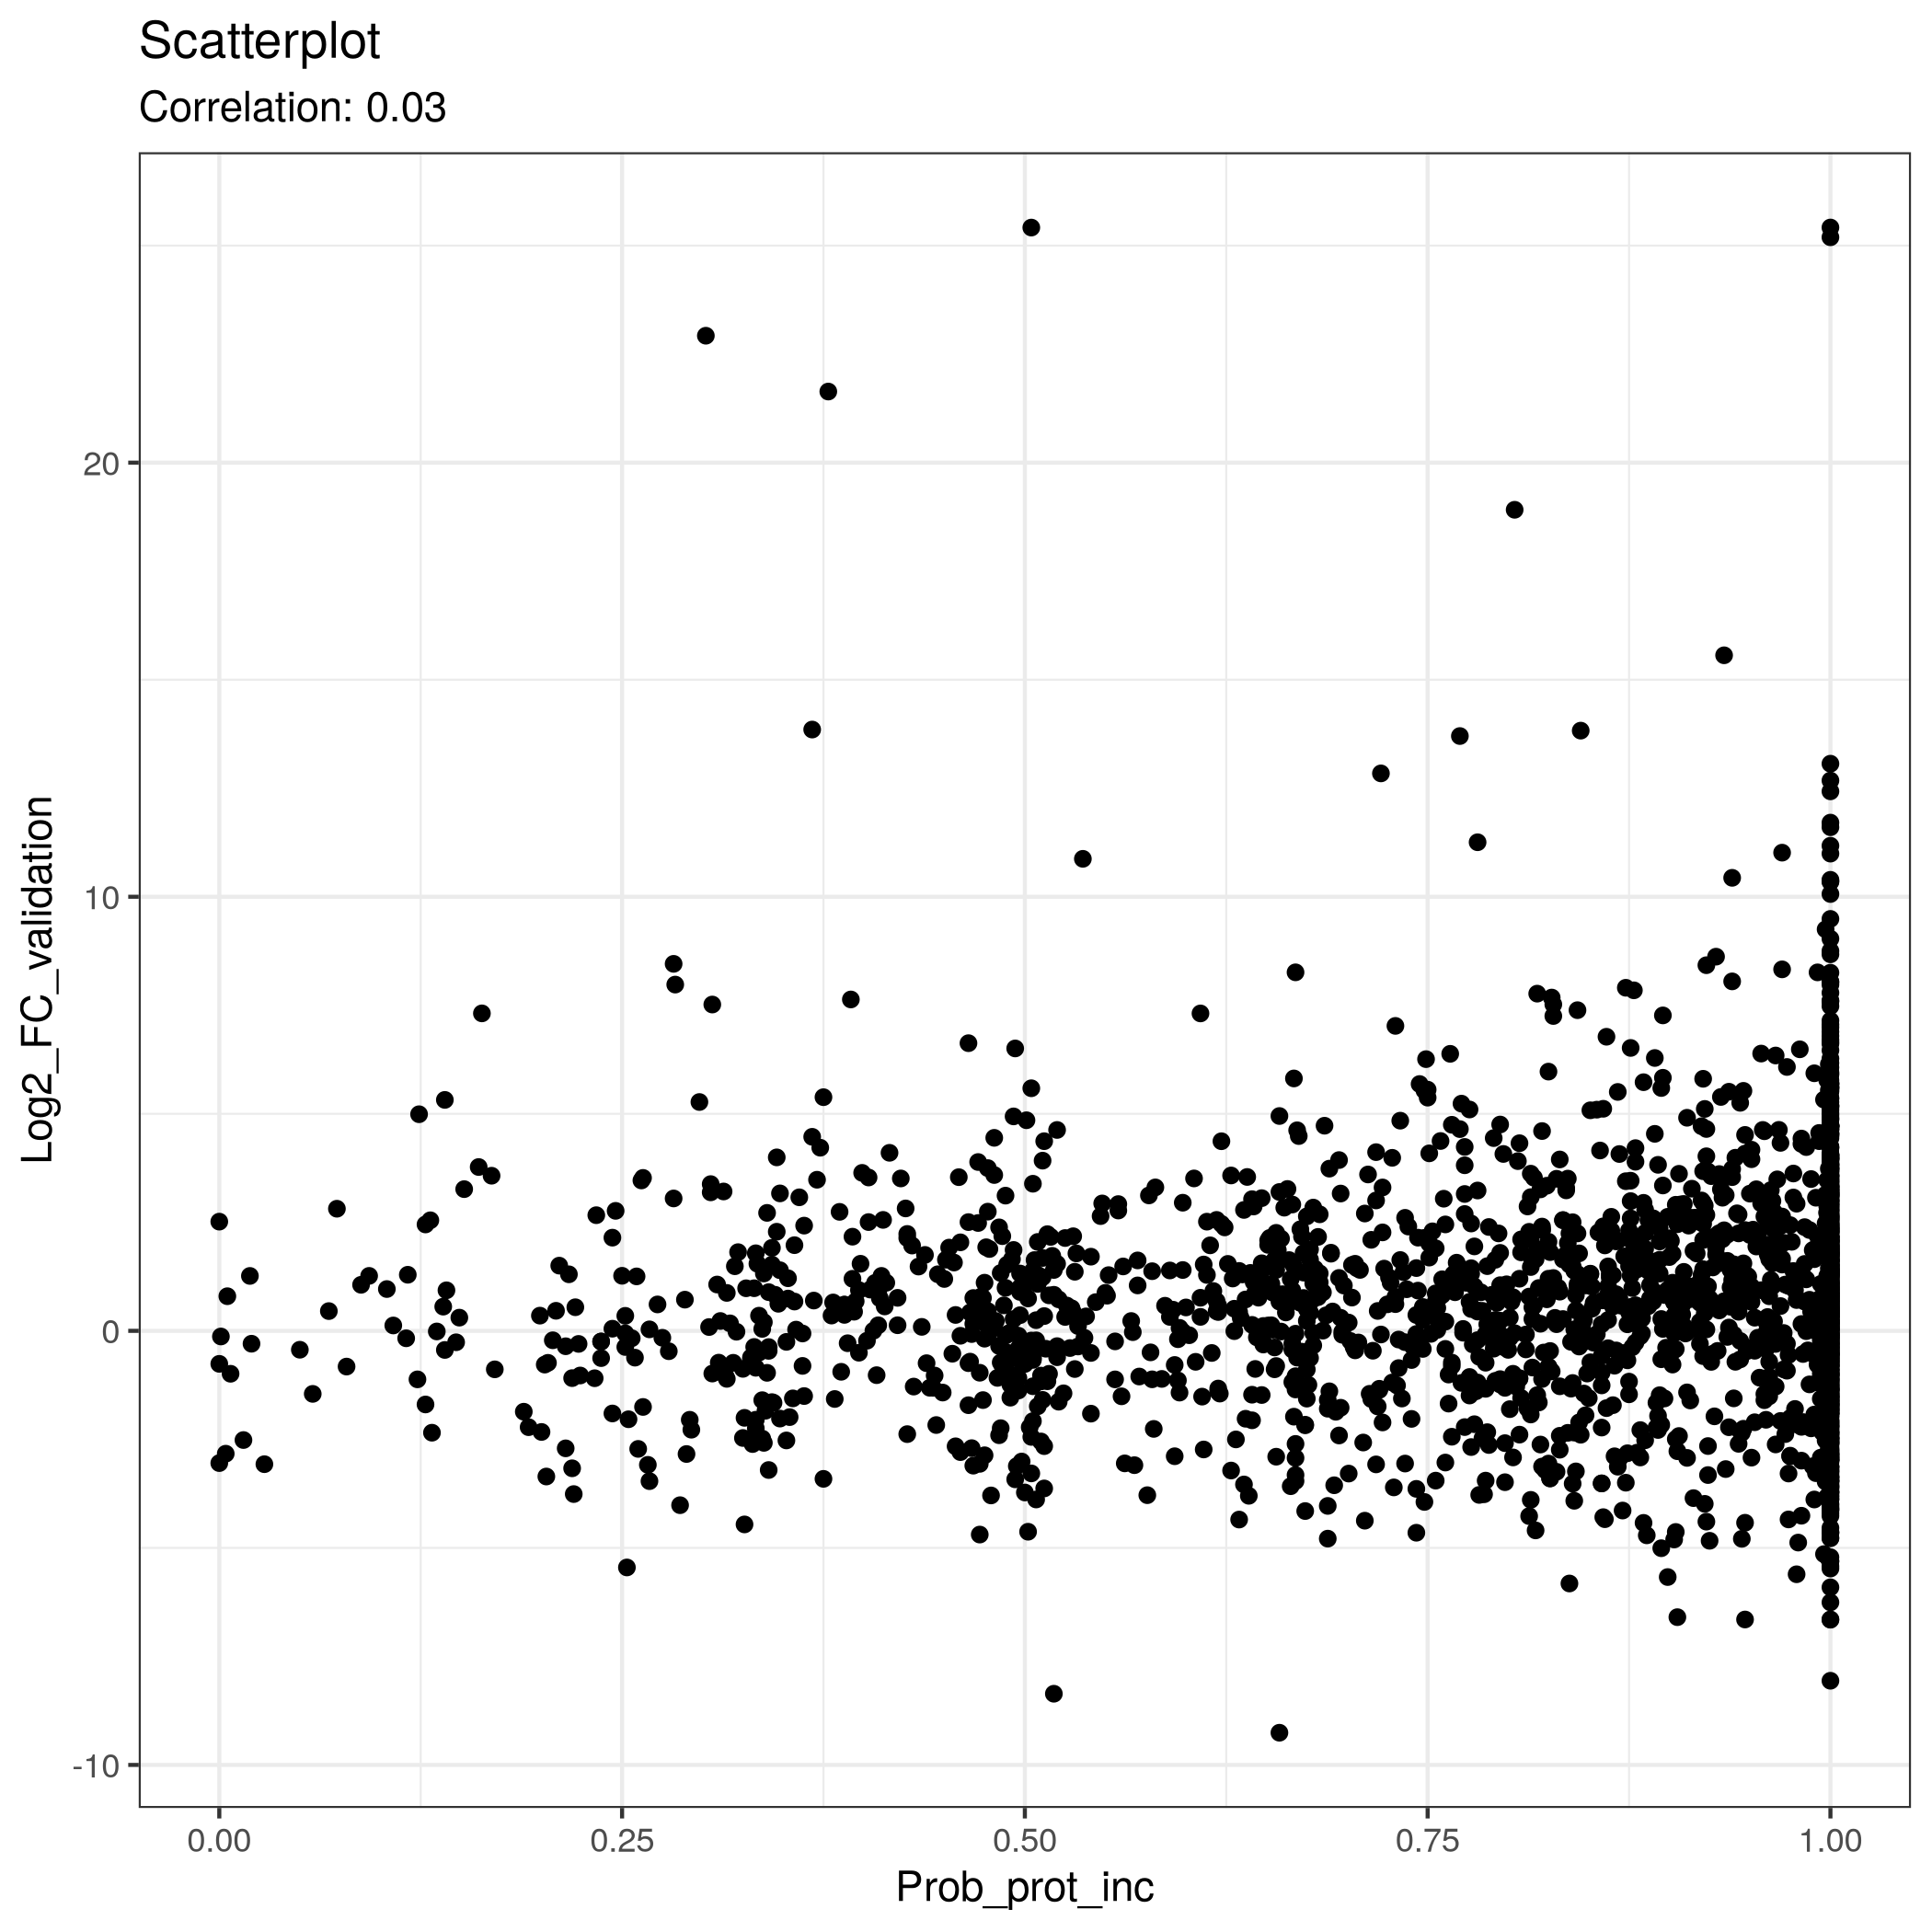 Scatterplot
Correlation: 0.03
Log2_FC_validation
20
10
0
-10
0.00 0.25 0.50 0.75 1.00
Prob_prot_inc